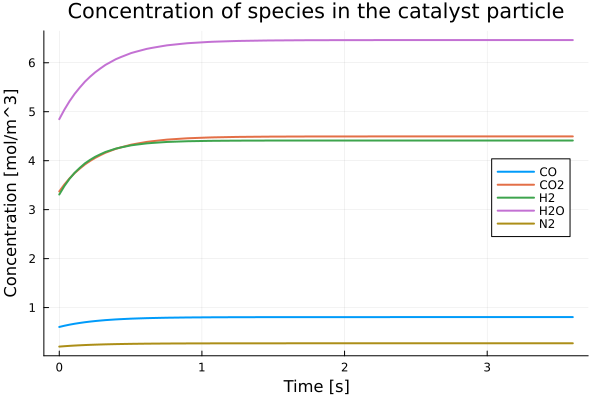 Concentration of species in the catalyst particle
Concentration [mol/m^3]
6
5
4
3
2
1
0
1
2
3
Time [s]
CO
CO2
H2
H2O
N2